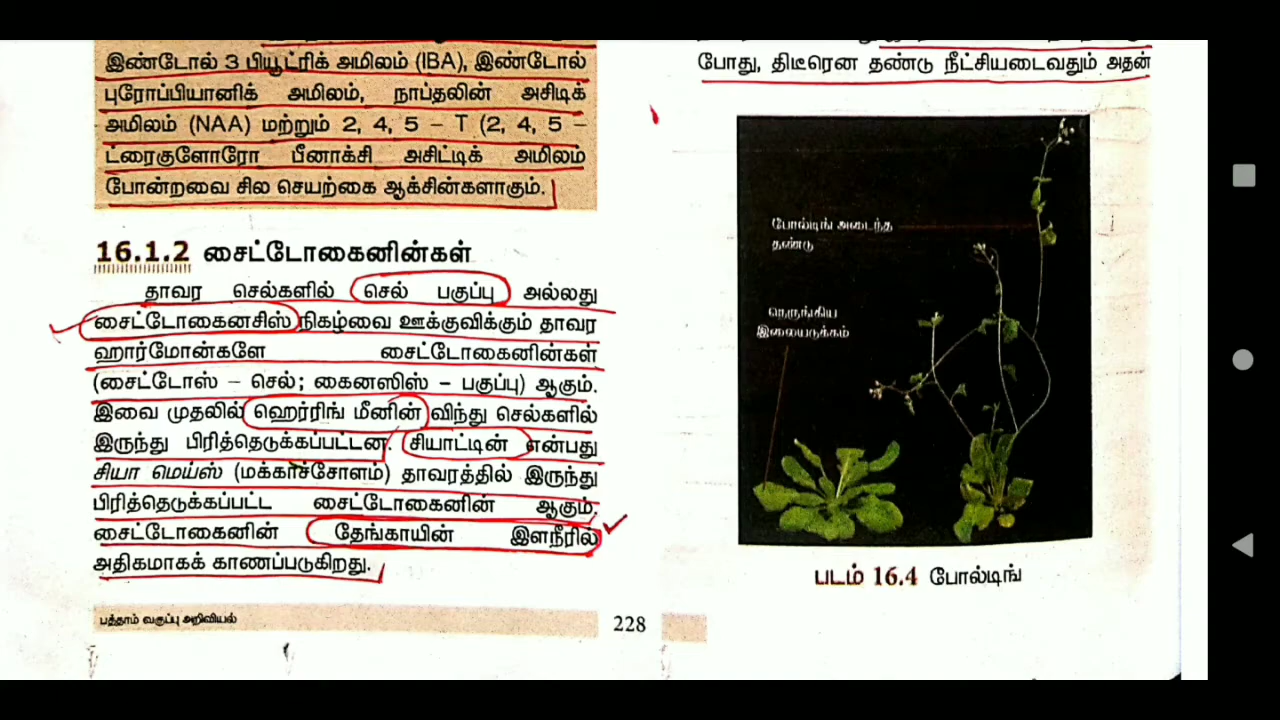 இண்டோல் 3 பியூட்ரிக் அமிலம் (IBA), இண்டோல்
புரோப்பியானிக் அமிலம், நாப்தலின் அசிடிக்
அமிலம் (NAA) மற்றும் 2, 4, 5 – T (2, 4, 5 –
ட்ரைகுளோரோ பீனாக்சி அசிட்டிக் அமிலம்
போன்றவை சில செயற்கை ஆக்சின்களாகும்.
16.1.2 சைட்டோகைனின்கள்
தாவர செல்களில் செல் பகுப்பு அல்லது
சைட்டோகைனசிஸ் நிகழ்வை ஊக்குவிக்கும் தாவர
ஹார்மோன்களே சைட்டோகைனின்கள்
(சைட்டோஸ் – செல்; கைனஸிஸ் – பகுப்பு) ஆகும்.
இவை முதலில் ஹெர்ரிங் மீனின் விந்து செல்களில்
இருந்து பிரித்தெடுக்கப்பட்டன. சியாட்டின் என்பது
சியா மெய்ஸ் (மக்காச்சோளம்) தாவரத்தில் இருந்து
பிரித்தெடுக்கப்பட்ட சைட்டோகைனின் ஆகும்.
சைட்டோகைனின் தேங்காயின் இளநீரில்
அதிகமாகக் காணப்படுகிறது.
பத்தாம் வகுப்பு அறிவியல்
228
போது, திடீரென தண்டு நீட்சியடைவதும் அதன்
போல்டிங் அடைந்த
தண்டு
நெருங்கிய
இலையடுக்கம்
படம் 16.4 போல்டிங்